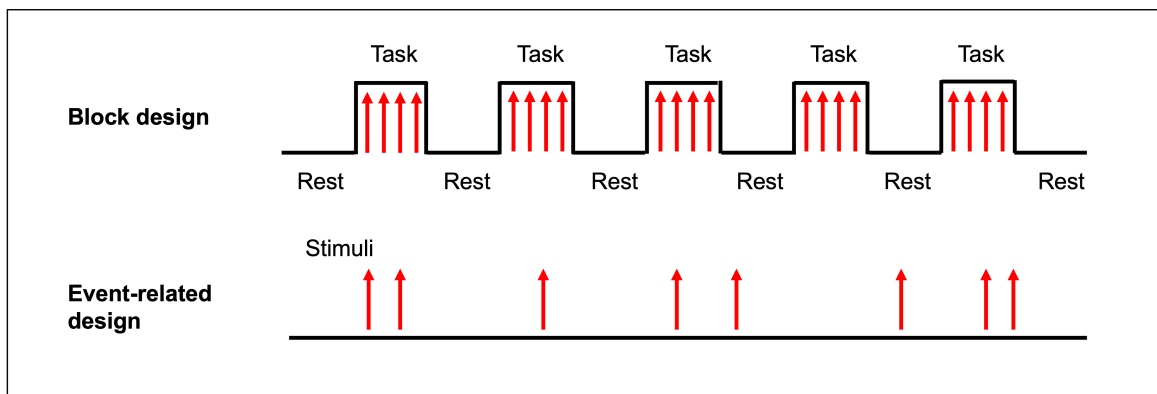 Task Task Task Task Task
Block design
Rest Rest Rest Rest Rest Rest
Stimuli
Event-related
design